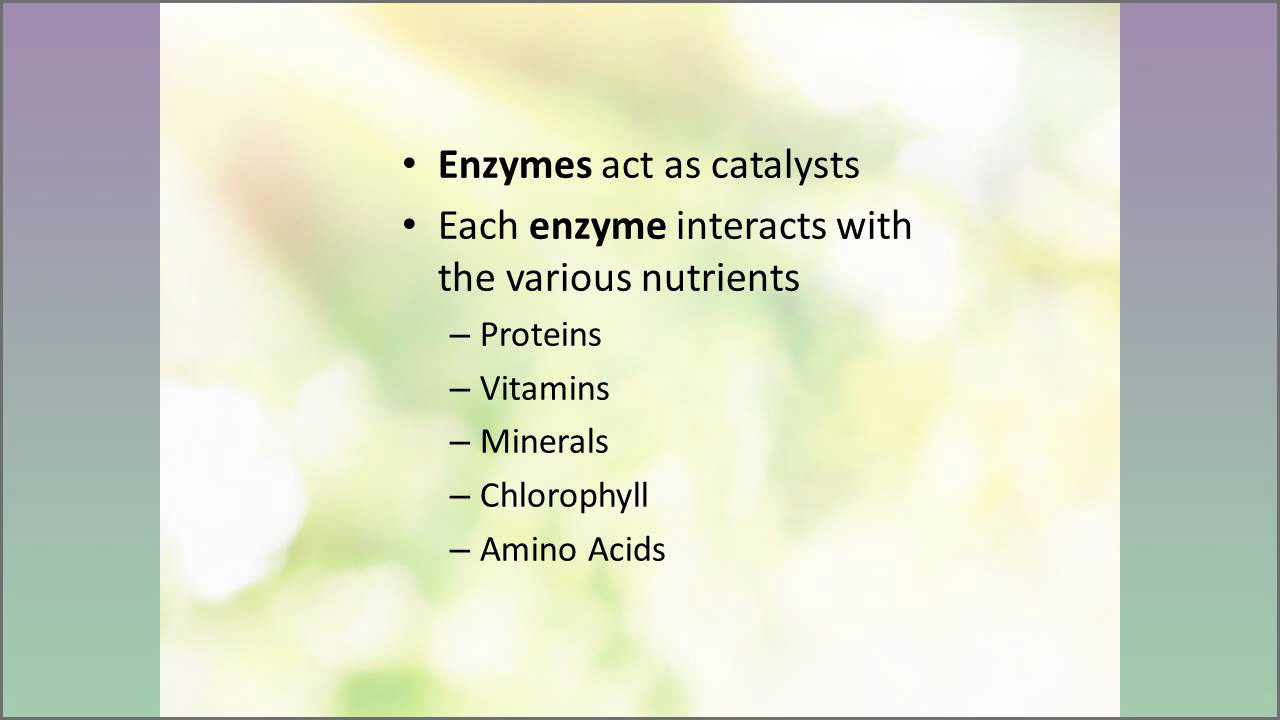 • Enzymes act as catalysts
• Each enzyme interacts with
the various nutrients
– Proteins
– Vitamins
– Minerals
– Chlorophyll
– Amino Acids